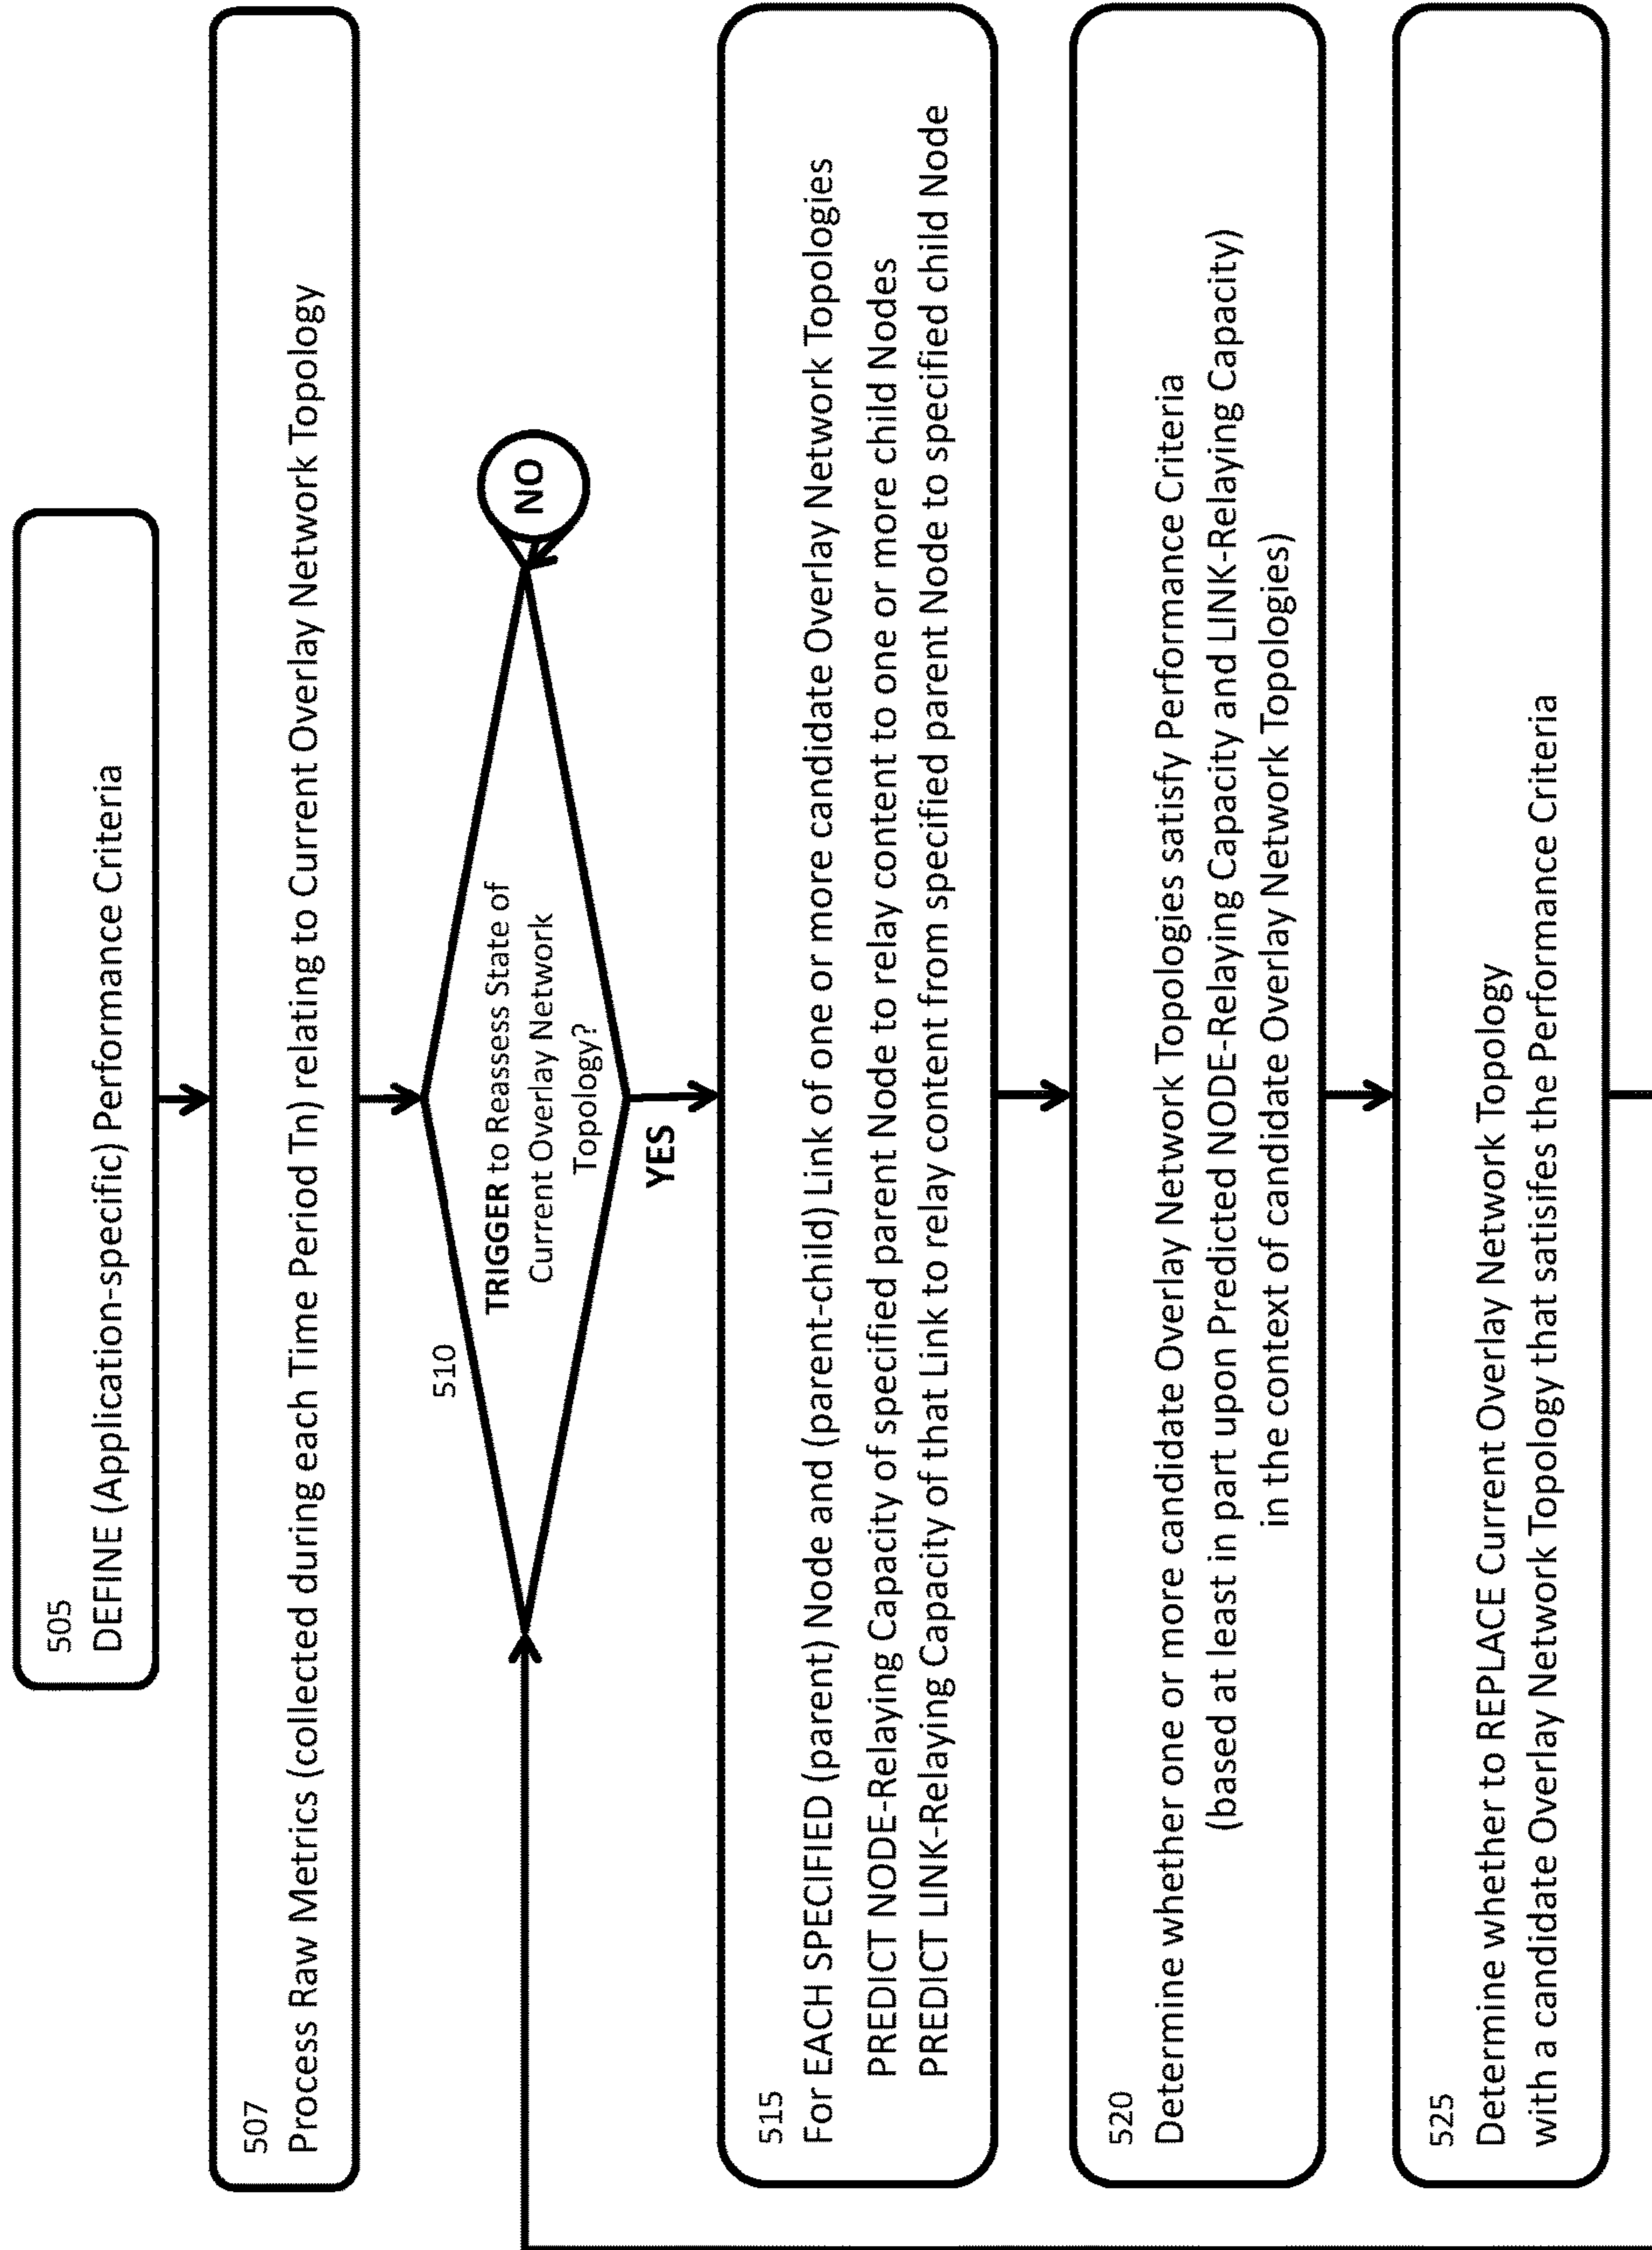 505
DEFINE (Application-specific) Performance Criteria
507
Process Raw Metrics (collected during each Time Period Tn) relating to Current Overlay Network Topology
510
TRIGGER to Reassess State of
Current Overlay Network
Topology?
NO
YES
515
For EACH SPECIFIED (parent) Node and (parent-child) Link of one or more candidate Overlay Network Topologies
PREDICT NODE-Relaying Capacity of specified parent Node to relay content to one or more child Nodes
PREDICT LINK-Relaying Capacity of that Link to relay content from specified parent Node to specified child Node
520
Determine whether one or more candidate Overlay Network Topologies satisfy Performance Criteria
(based at least in part upon Predicted NODE-Relaying Capacity and LINK-Relaying Capacity)
in the context of candidate Overlay Network Topologies)
525
Determine whether to REPLACE Current Overlay Network Topology
with a candidate Overlay Network Topology that satisifes the Performance Criteria